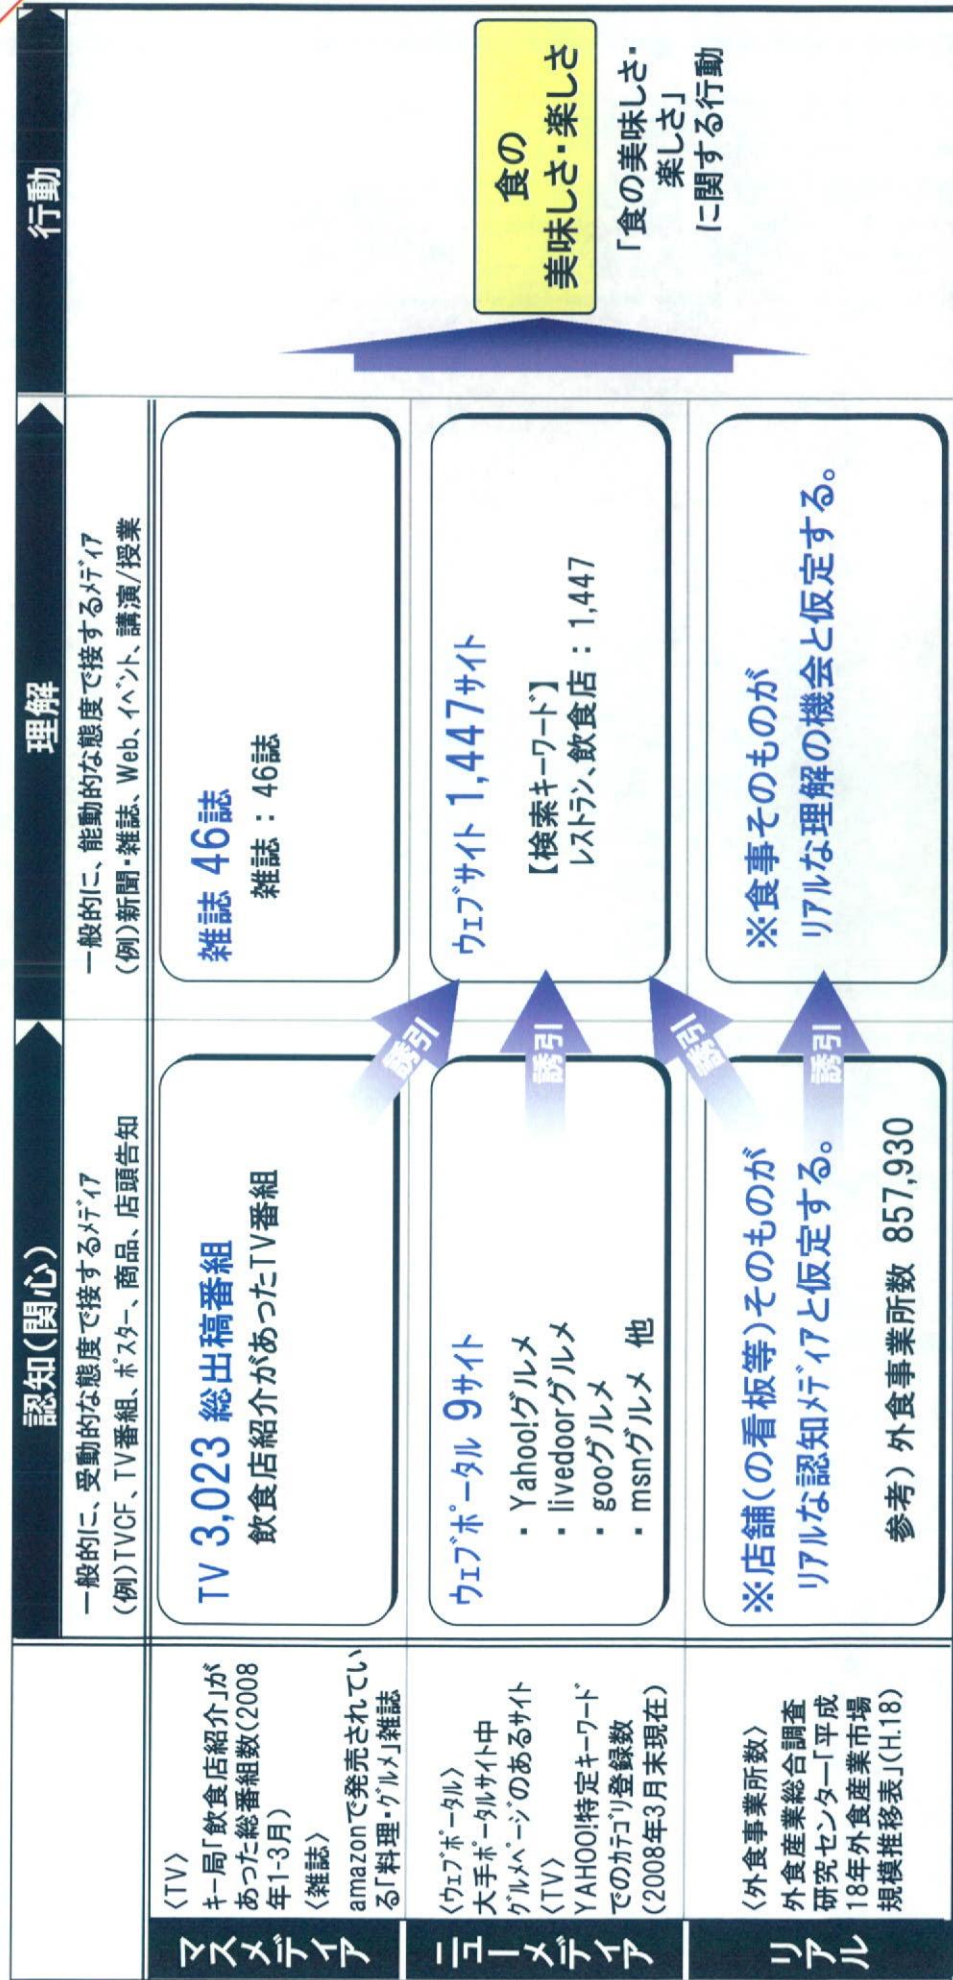 認知(関心)
理解
行動
一般的に、受動的な態度で接するメディア
(例)TVCF、TV番組、ポスター、商品、店頭告知
一般的に、能動的な態度で接するメディア
(例)新聞・雑誌、Web、イベント、講演/授業
マスメディア
〈TV〉
キー局「飲食店紹介」が
あった総番組数(2008
年1-3月)
〈雑誌〉
amazonで発売されてい
る「料理・グルメ」雑誌
TV 3,023 総出稿番組
飲食店紹介があったTV番組
誘引
雑誌 46誌
雑誌 : 46誌
ニューメディア
〈ウェブポータル〉
大手ポータルサイト中
グルメページのあるサイト
〈TV〉
YAHOO!特定キーワード
でのカテゴリ登録数
(2008年3月末現在)
ウェブポータル 9サイト
・ Yahoo!グルメ
・ livedoorグルメ
・ gooグルメ
・ msnグルメ 他
誘引
ウェブサイト 1,447サイト
【検索キーワード】
レストラン、飲食店 : 1,447
リアル
〈外食事業所数〉
外食産業総合調査
研究センター「平成
18年外食産業市場
規模推移表」(H.18)
※店舗(の看板等)そのものが
リアルな認知メディアと仮定する。
参考) 外食事業所数 857,930
誘引
誘引
※食事そのものが
リアルな理解の機会と仮定する。
食の
美味しさ・楽しさ
「食の美味しさ・
楽しさ」
に関する行動